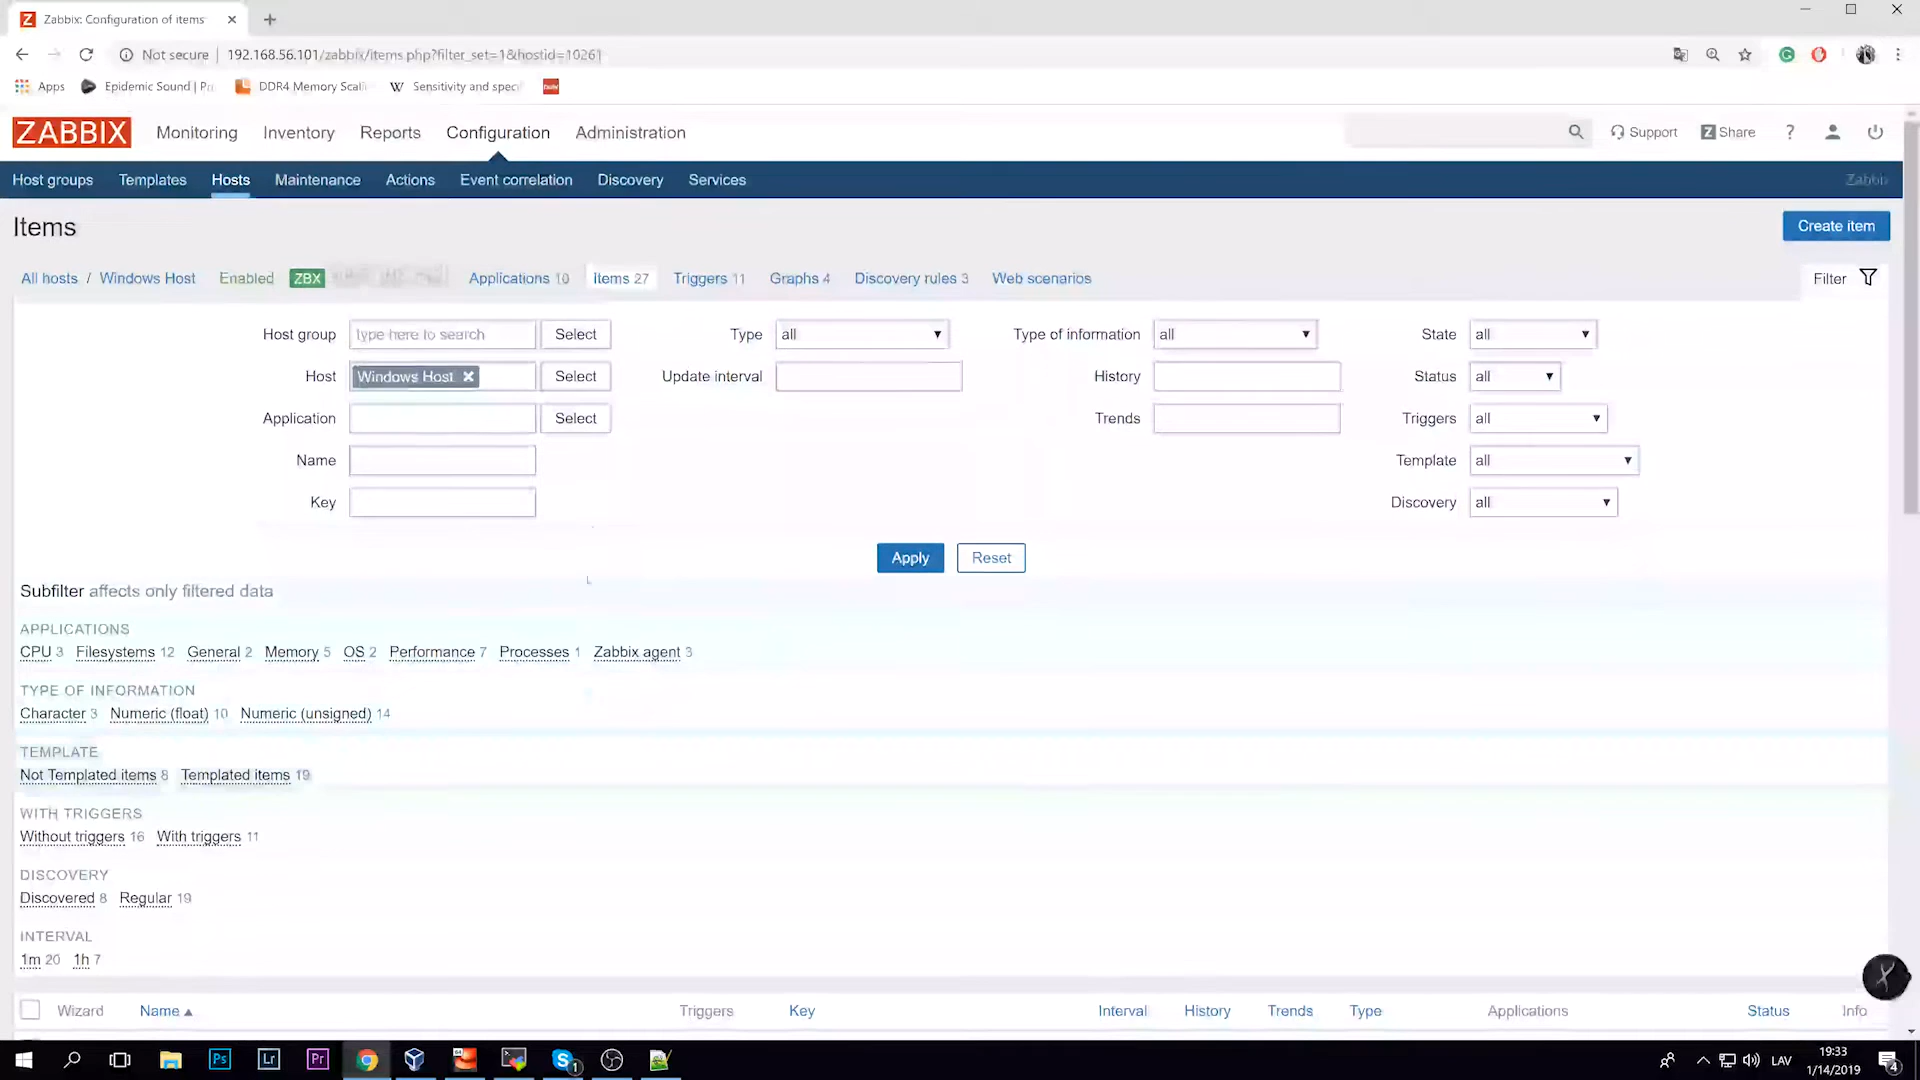 Zabbix: Configuration of items
Not secure 192.168.56.101/zabbix/items.php?filter_set=1&hostid=10261
Apps Epidemic Sound | Pr DDR4 Memory Scali W Sensitivity and speci
ZABBIX Monitoring Inventory Reports Configuration Administration Support Z Share ?
Host groups Templates Hosts Maintenance Actions Event correlation Discovery Services Zabbix
Items Create item
All hosts / Windows Host Enabled ZBX Applications 10 Items 27 Triggers 11 Graphs 4 Discovery rules 3 Web scenarios Filter
Host group type here to search Select Type all Type of information all State all
Host Windows Host Select Update interval History Status all
Application Select Trends Triggers all
Name Template all
Key Discovery all
Apply Reset
Subfilter affects only filtered data
APPLICATIONS
CPU 3 Filesystems 12 General 2 Memory 5 OS 2 Performance 7 Processes 1 Zabbix agent 3
TYPE OF INFORMATION
Character 3 Numeric (float) 10 Numeric (unsigned) 14
TEMPLATE
Not Templated items 8 Templated items 19
WITH TRIGGERS
Without triggers 16 With triggers 11
DISCOVERY
Discovered 8 Regular 19
INTERVAL
1m 20 1h 7
Wizard Name Triggers Key Interval History Trends Type Applications Status Info
Ps Lr Pr S 1 LAV 19:33
1/14/2019 4